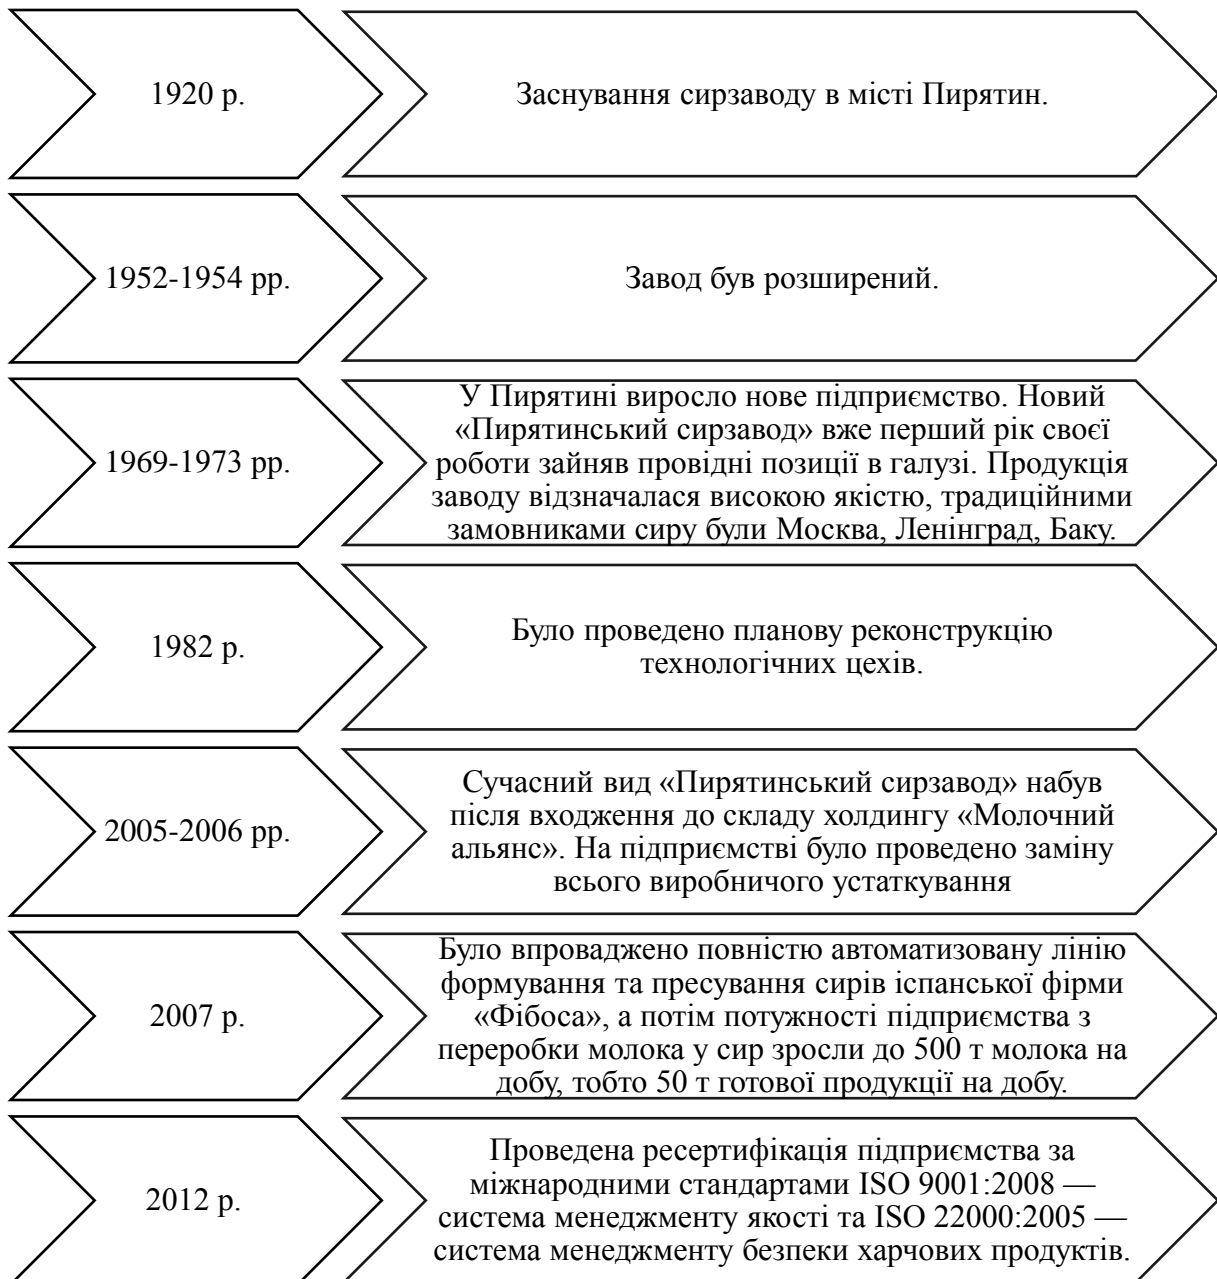 1920 р.
Заснування сирзаводу в місті Пирятин.
1952-1954 рр.
Завод був розширений.
1969-1973 рр.
У Пирятині виросло нове підприємство. Новий
«Пирятинський сирзавод» вже перший рік своєї
роботи зайняв провідні позиції в галузі. Продукція
заводу відзначалася високою якістю, традиційними
замовниками сиру були Москва, Ленінград, Баку.
1982 р.
Було проведено планову реконструкцію
технологічних цехів.
2005-2006 рр.
Сучасний вид «Пирятинський сирзавод» набув
після входження до складу холдингу «Молочний
альянс». На підприємстві було проведено заміну
всього виробничого устаткування
2007 р.
Було впроваджено повністю автоматизовану лінію
формування та пресування сирів іспанської фірми
«Фібоса», а потім потужності підприємства з
переробки молока у сир зросли до 500 т молока на
добу, тобто 50 т готової продукції на добу.
2012 р.
Проведена ресертифікація підприємства за
міжнародними стандартами ISO 9001:2008 —
система менеджменту якості та ISO 22000:2005 —
система менеджменту безпеки харчових продуктів.